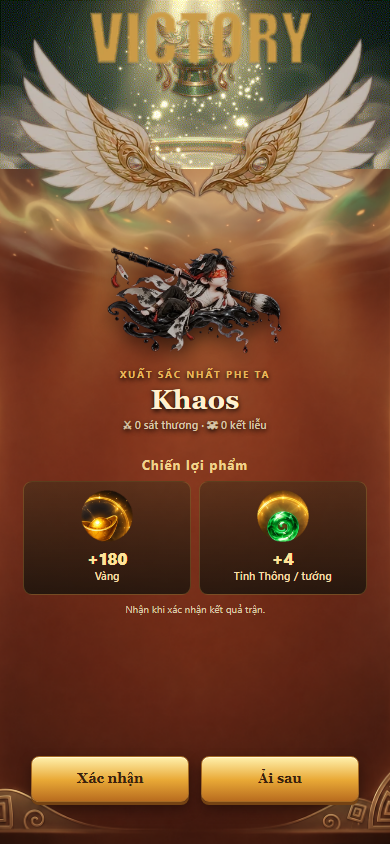 VICTORY
XUẤT SẮC NHẤT PHE TA
Khaos
0 sát thương · 0 kết liễu
Chiến lợi phẩm
+180
Vàng
+4
Tinh Thông / tướng
Nhận khi xác nhận kết quả trận.
Xác nhận
Ải sau